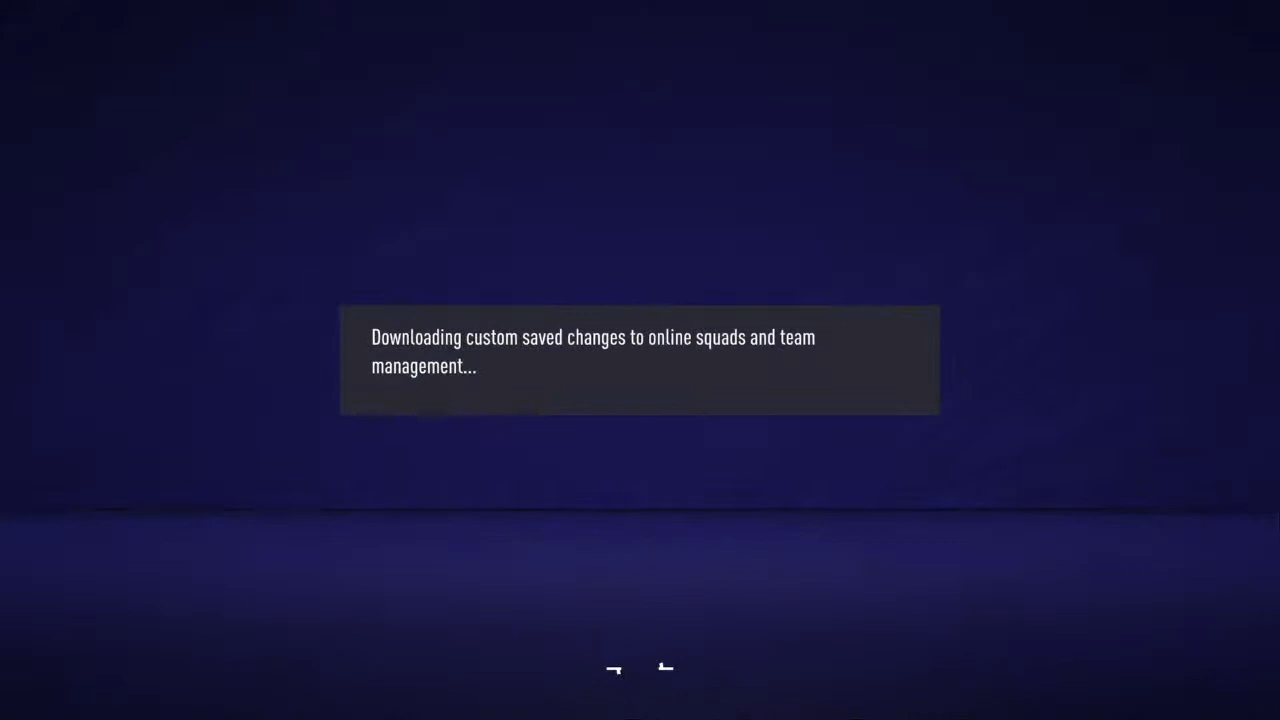 Downloading custom saved changes to online squads and team
management...